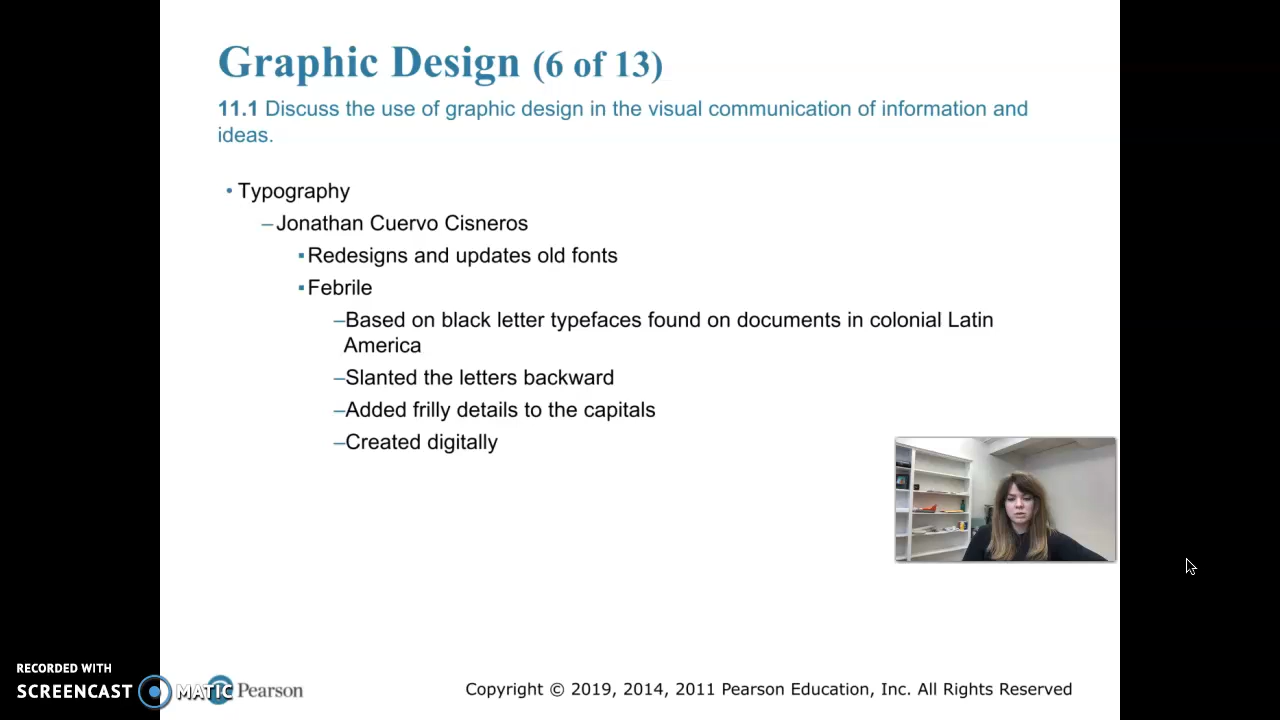 Graphic Design (6 of 13)
11.1 Discuss the use of graphic design in the visual communication of information and
ideas.
• Typography
–Jonathan Cuervo Cisneros
▪Redesigns and updates old fonts
▪Febrile
–Based on black letter typefaces found on documents in colonial Latin
America
–Slanted the letters backward
–Added frilly details to the capitals
–Created digitally
RECORDED WITH
SCREENCAST MATIC
Pearson
Copyright © 2019, 2014, 2011 Pearson Education, Inc. All Rights Reserved